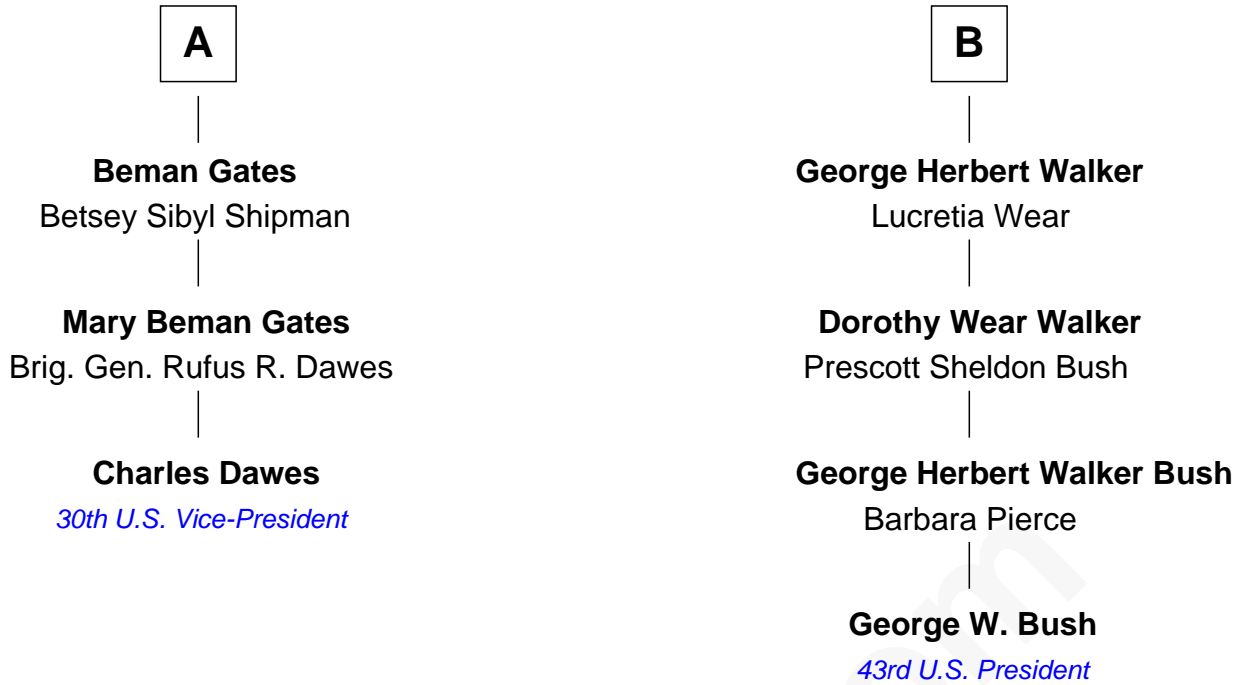 A
Beman Gates
Betsey Sibyl Shipman
Mary Beman Gates
Brig. Gen. Rufus R. Dawes
Charles Dawes
30th U.S. Vice-President
B
George Herbert Walker
Lucretia Wear
Dorothy Wear Walker
Prescott Sheldon Bush
George Herbert Walker Bush
Barbara Pierce
George W. Bush
43rd U.S. President